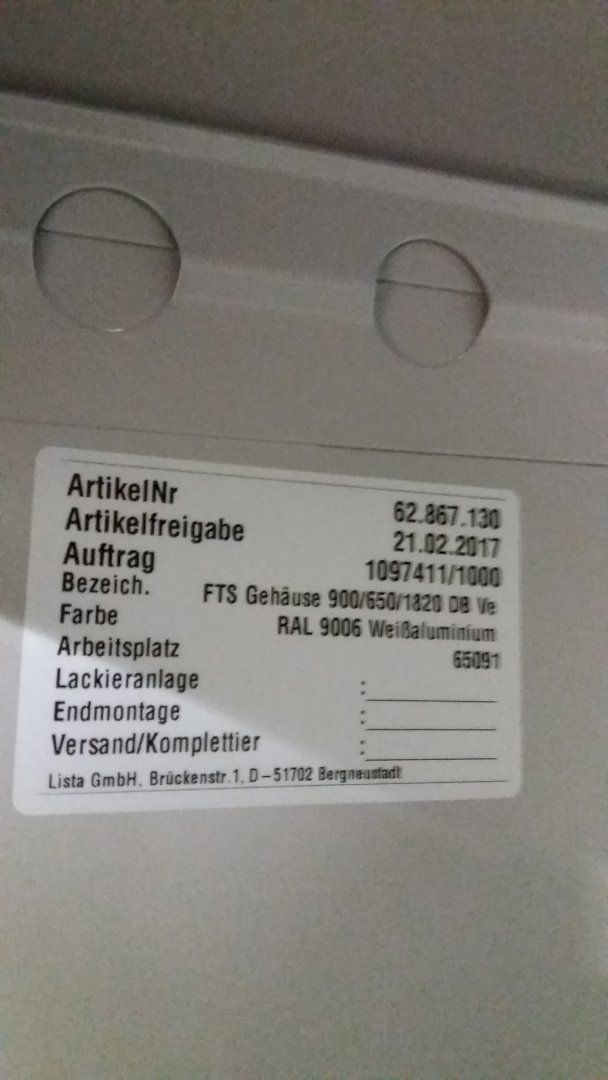 ArtikelNr 62.867.130
Artikelfreigabe 21.02.2017
Auftrag 1097411/1000
Bezeich. FTS Gehäuse 900/650/1820 DB Ve
Farbe RAL 9006 Weißaluminium
Arbeitsplatz 65091
Lackieranlage :
Endmontage :
Versand/Komplettier :
Lista GmbH, Brückenstr.1, D-51702 Bergneustadt